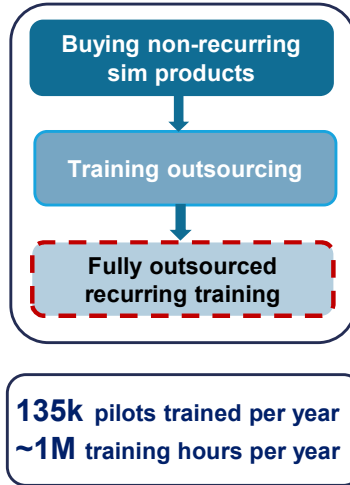 Buying non-recurring
sim products
Training outsourcing
Fully outsourced
recurring training
135k pilots trained per year
~1M training hours per year